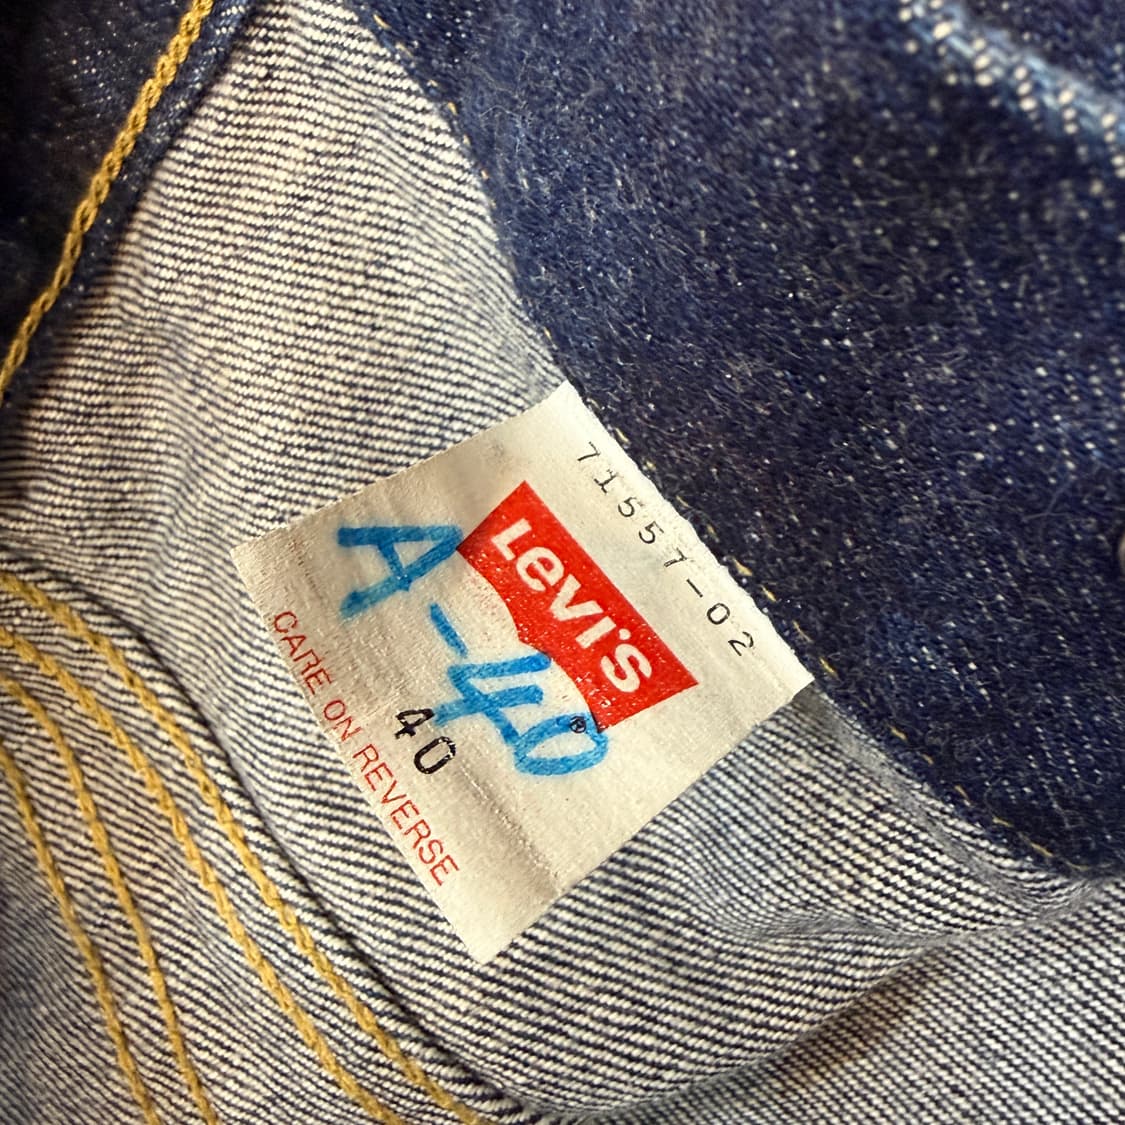 71557-02
Levi's
®
A-40
40
CARE ON REVERSE